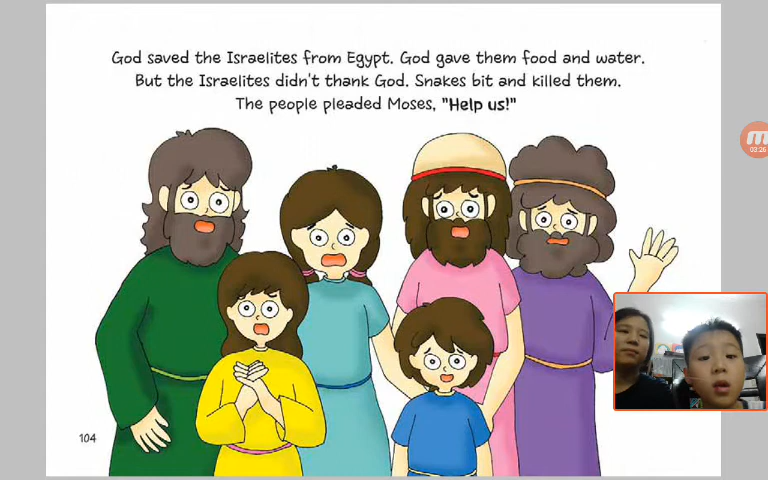 God saved the Israelites from Egypt. God gave them food and water.
But the Israelites didn't thank God. Snakes bit and killed them.
The people pleaded Moses, "Help us!"
104
03:26